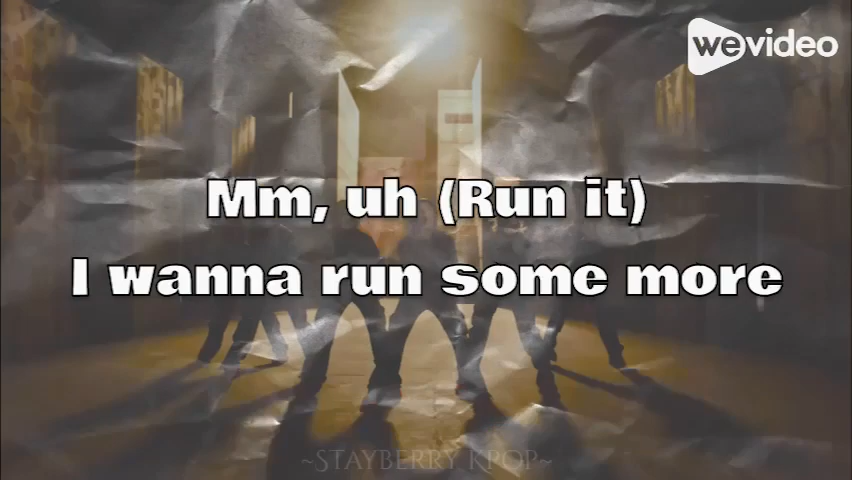 wevideo
Mm, uh (Run it)
I wanna run some more
~STAYBERRY KPOP~